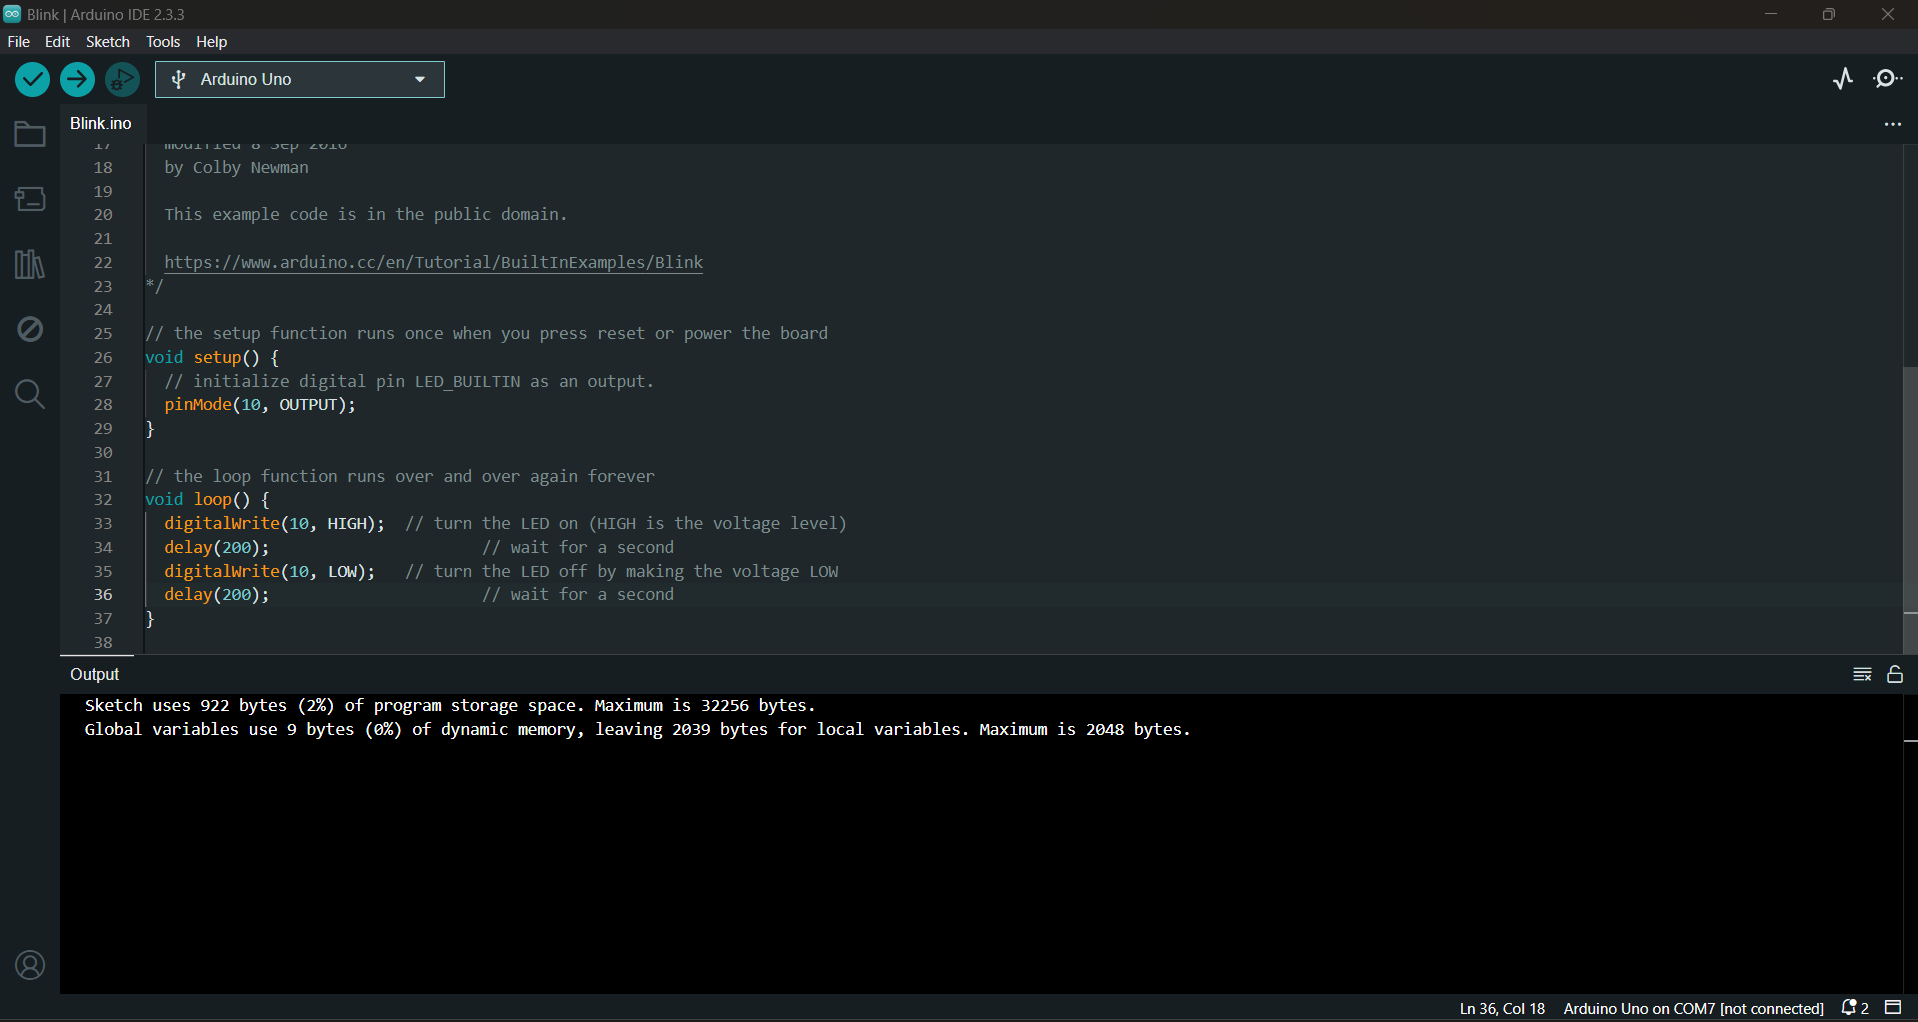 Blink | Arduino IDE 2.3.3
File Edit Sketch Tools Help
Arduino Uno
Blink.ino
17 modified 8 Sep 2016
18 by Colby Newman
19
20 This example code is in the public domain.
21
22 https://www.arduino.cc/en/Tutorial/BuiltInExamples/Blink
23 */
24
25 // the setup function runs once when you press reset or power the board
26 void setup() {
27 // initialize digital pin LED_BUILTIN as an output.
28 pinMode(10, OUTPUT);
29 }
30
31 // the loop function runs over and over again forever
32 void loop() {
33 digitalWrite(10, HIGH); // turn the LED on (HIGH is the voltage level)
34 delay(200); // wait for a second
35 digitalWrite(10, LOW); // turn the LED off by making the voltage LOW
36 delay(200); // wait for a second
37 }
38
Output
Sketch uses 922 bytes (2%) of program storage space. Maximum is 32256 bytes.
Global variables use 9 bytes (0%) of dynamic memory, leaving 2039 bytes for local variables. Maximum is 2048 bytes.
Ln 36, Col 18 Arduino Uno on COM7 [not connected] 2